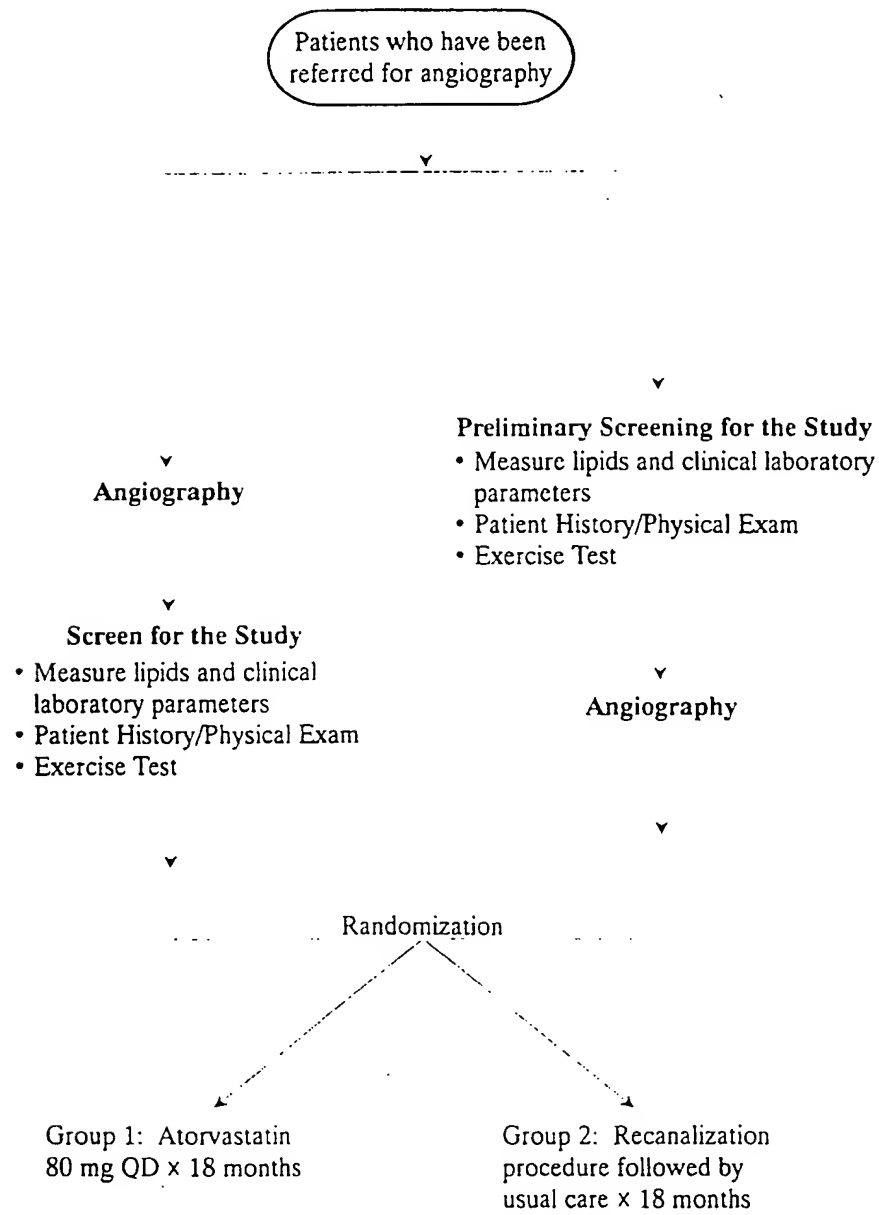 Patients who have been
referred for angiography
Preliminary Screening for the Study
• Measure lipids and clinical laboratory
parameters
• Patient History/Physical Exam
• Exercise Test
Angiography
Angiography
Screen for the Study
• Measure lipids and clinical
laboratory parameters
• Patient History/Physical Exam
• Exercise Test
Randomization
Group 1: Atorvastatin
80 mg QD × 18 months
Group 2: Recanalization
procedure followed by
usual care × 18 months